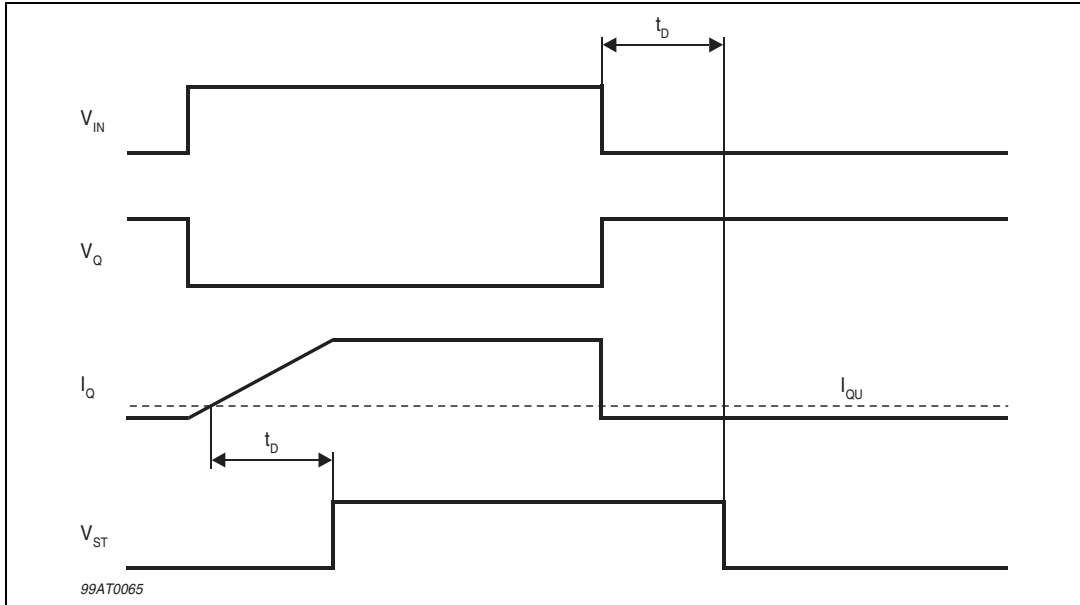 t_D
V_IN
V_Q
I_Q
I_QU
t_D
V_ST
99AT0065